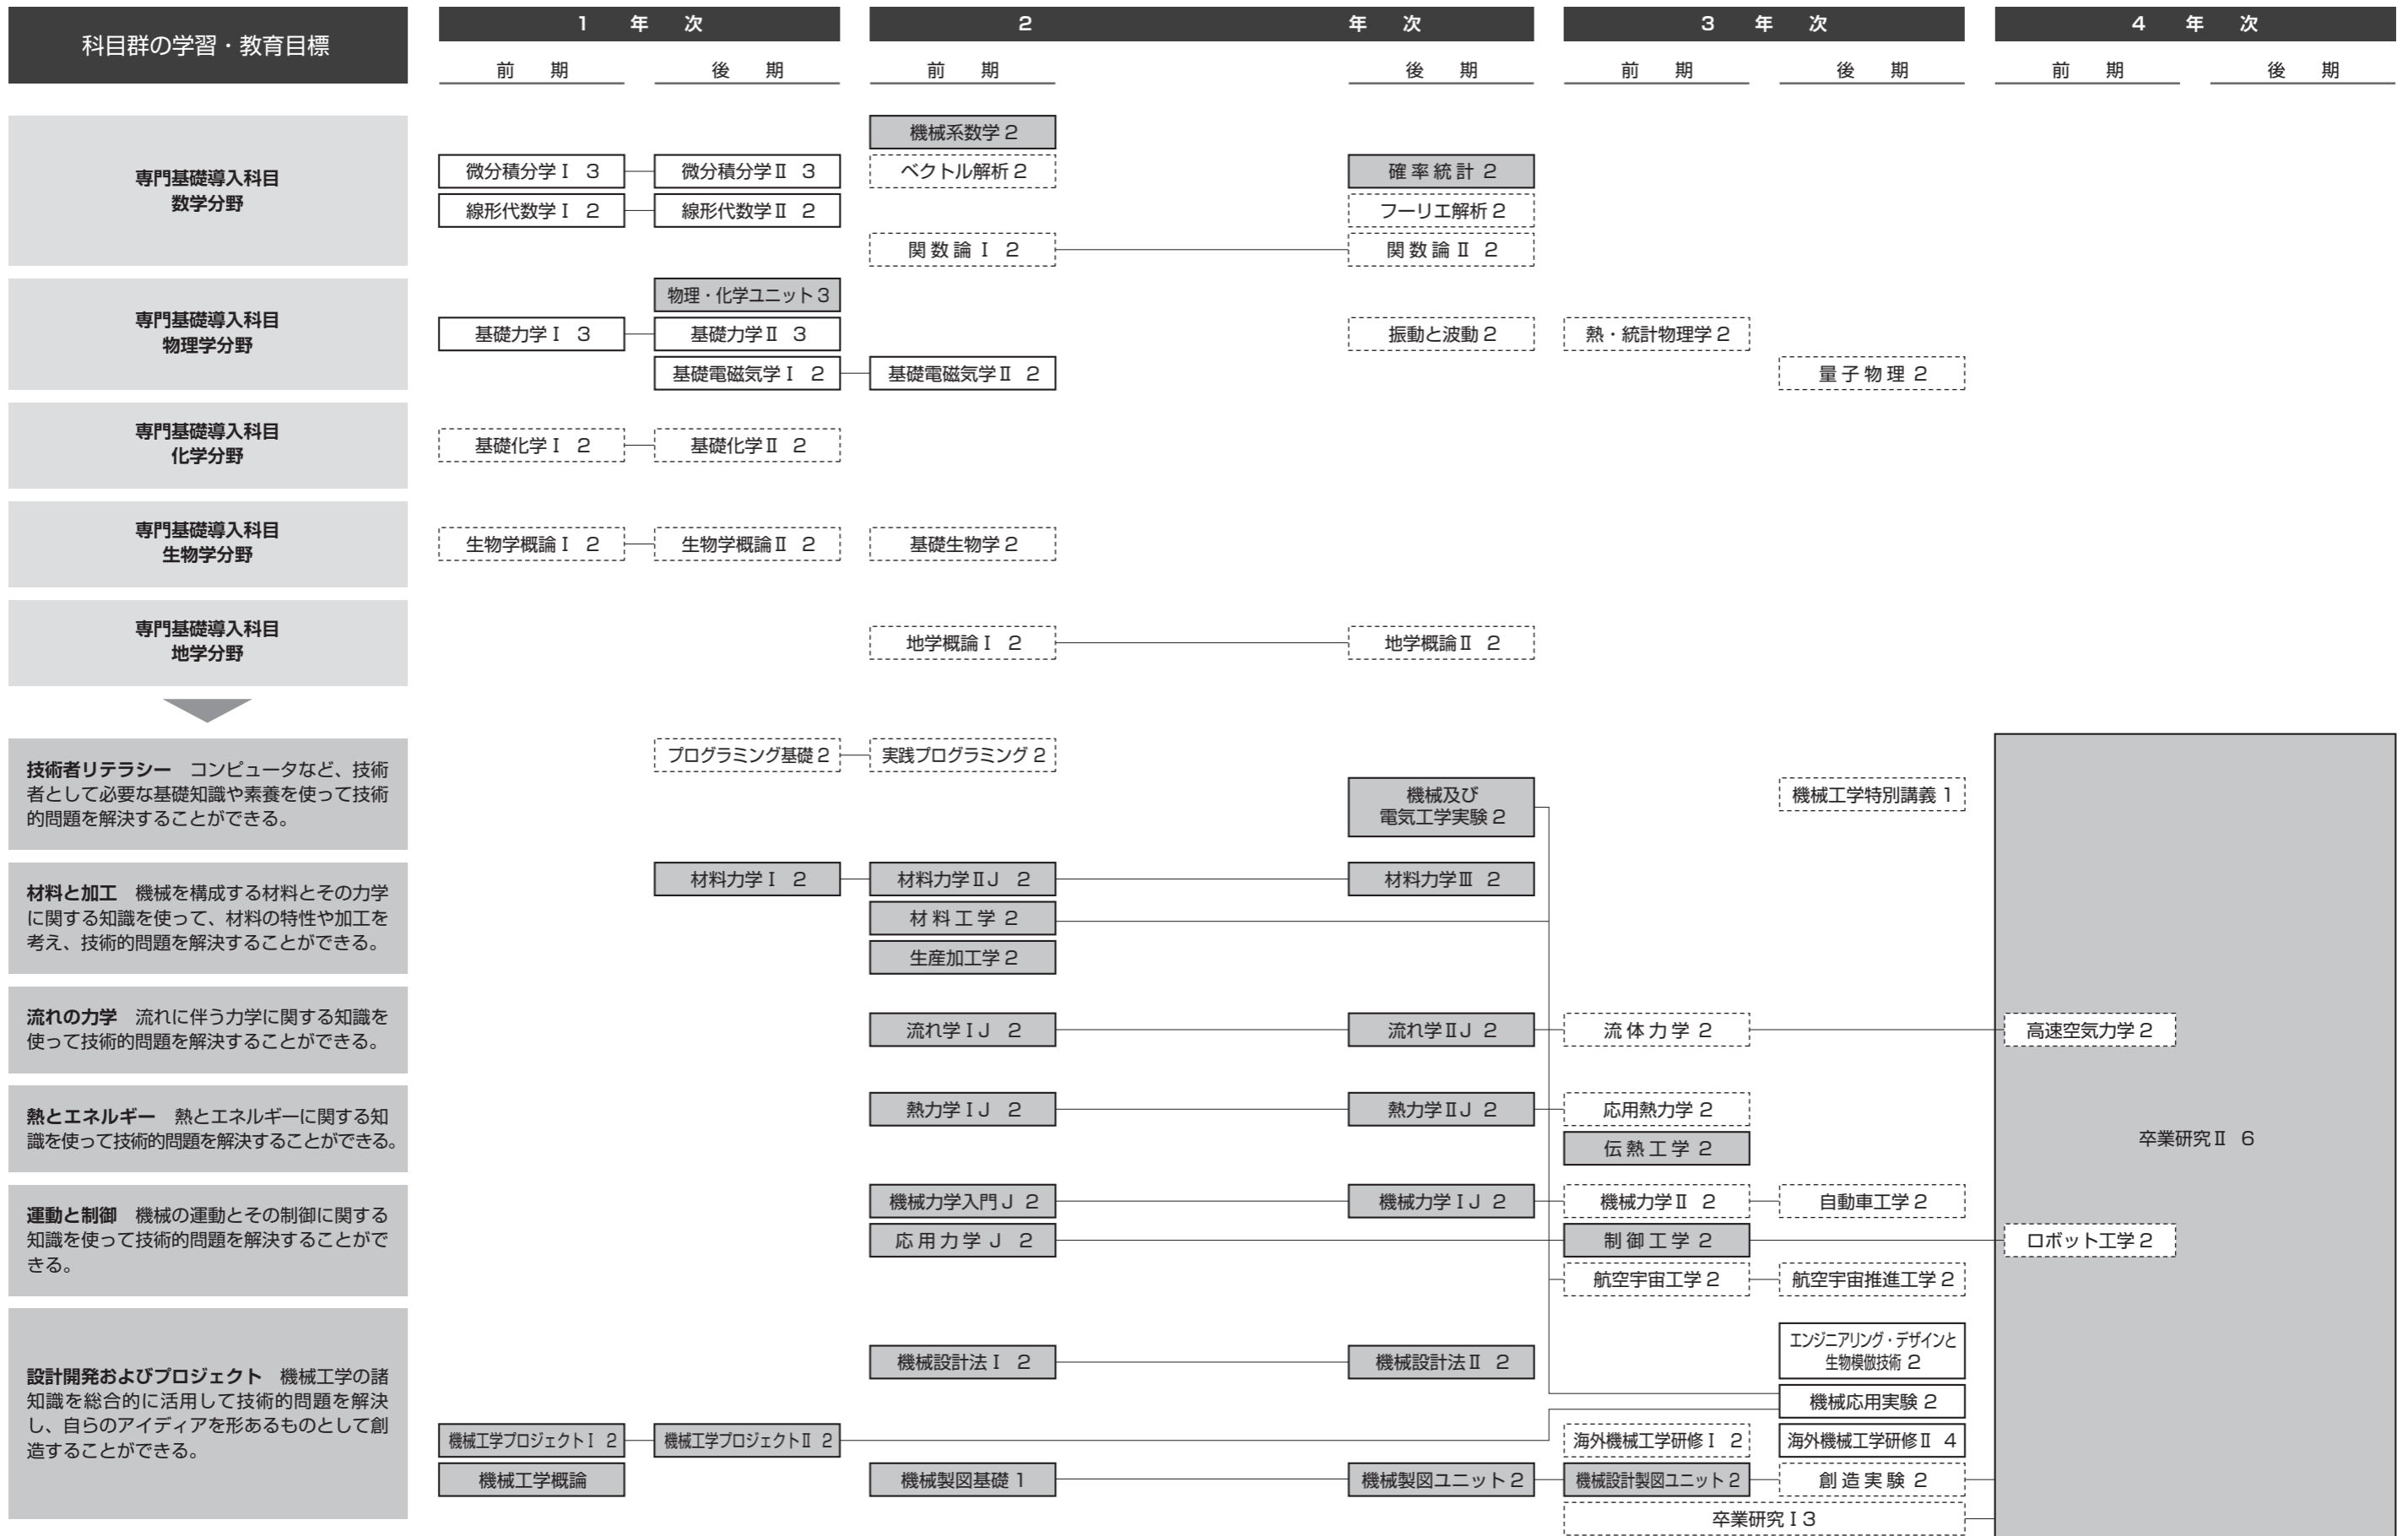 科目群の学習・教育目標
1 年 次
2 年 次
3 年 次
4 年 次
前 期
後 期
前 期
後 期
前 期
後 期
前 期
後 期
専門基礎導入科目
数学分野
機械系数学 2
微分積分学Ⅰ 3
微分積分学Ⅱ 3
ベクトル解析 2
確率統計 2
線形代数学Ⅰ 2
線形代数学Ⅱ 2
フーリエ解析 2
関数論Ⅰ 2
関数論Ⅱ 2
専門基礎導入科目
物理学分野
物理・化学ユニット 3
基礎力学Ⅰ 3
基礎力学Ⅱ 3
振動と波動 2
熱・統計物理学 2
基礎電磁気学Ⅰ 2
基礎電磁気学Ⅱ 2
量子物理 2
専門基礎導入科目
化学分野
基礎化学Ⅰ 2
基礎化学Ⅱ 2
専門基礎導入科目
生物学分野
生物学概論Ⅰ 2
生物学概論Ⅱ 2
基礎生物学 2
専門基礎導入科目
地学分野
地学概論Ⅰ 2
地学概論Ⅱ 2
技術者リテラシー コンピュータなど、技術
者として必要な基礎知識や素養を使って技術
的問題を解決することができる。
プログラミング基礎 2
実践プログラミング 2
機械及び
電気工学実験 2
機械工学特別講義 1
材料と加工 機械を構成する材料とその力学
に関する知識を使って、材料の特性や加工を
考え、技術的問題を解決することができる。
材料力学Ⅰ 2
材料力学ⅡJ 2
材料力学Ⅲ 2
材料工学 2
生産加工学 2
流れの力学 流れに伴う力学に関する知識を
使って技術的問題を解決することができる。
流れ学ⅠJ 2
流れ学ⅡJ 2
流体力学 2
高速空気力学 2
熱とエネルギー 熱とエネルギーに関する知
識を使って技術的問題を解決することができる。
熱力学ⅠJ 2
熱力学ⅡJ 2
応用熱力学 2
伝熱工学 2
卒業研究Ⅱ 6
運動と制御 機械の運動とその制御に関する
知識を使って技術的問題を解決することがで
きる。
機械力学入門J 2
機械力学ⅠJ 2
機械力学Ⅱ 2
自動車工学 2
応用力学J 2
制御工学 2
ロボット工学 2
航空宇宙工学 2
航空宇宙推進工学 2
設計開発およびプロジェクト 機械工学の諸
知識を総合的に活用して技術的問題を解決
し、自らのアイディアを形あるものとして創
造することができる。
機械設計法Ⅰ 2
機械設計法Ⅱ 2
エンジニアリング・デザインと
生物模倣技術 2
機械応用実験 2
機械工学プロジェクトⅠ 2
機械工学プロジェクトⅡ 2
海外機械工学研修Ⅰ 2
海外機械工学研修Ⅱ 4
機械工学概論
機械製図基礎 1
機械製図ユニット 2
機械設計製図ユニット 2
創造実験 2
卒業研究Ⅰ3